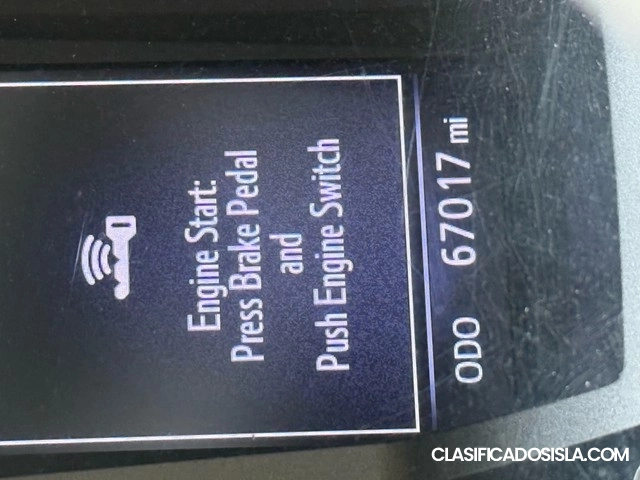 Engine Start:
Press Brake Pedal
and
Push Engine Switch
ODO 67017 mi
CLASIFICADOSISLA.COM